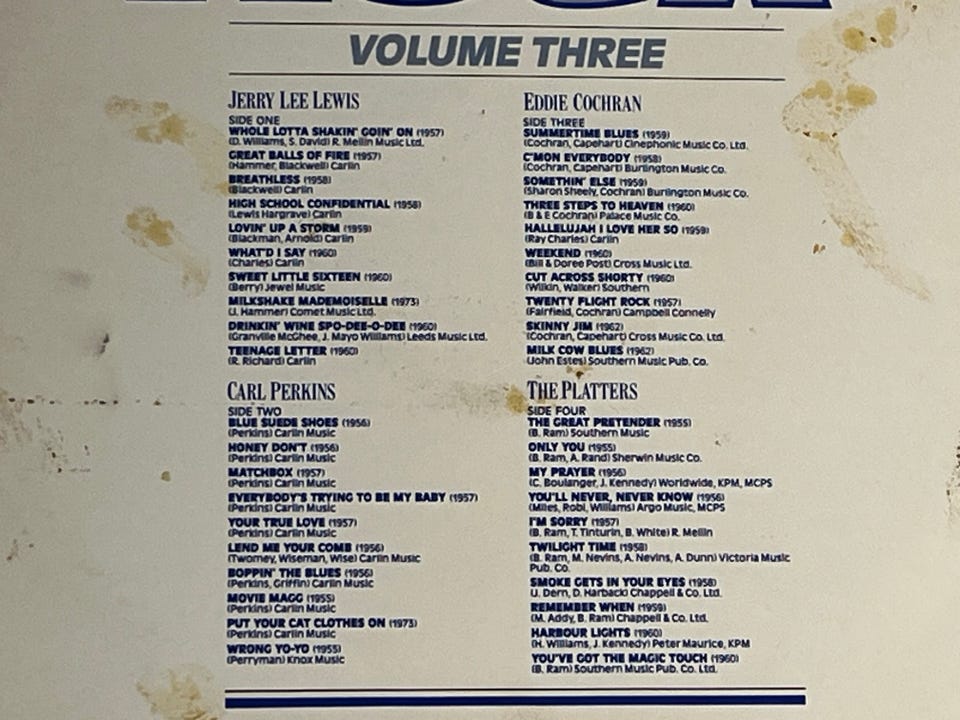 VOLUME THREE
JERRY LEE LEWIS
SIDE ONE
WHOLE LOTTA SHAKIN' GOIN' ON (1957)
(D. Williams, S. David) R. Mellin Music Ltd.
GREAT BALLS OF FIRE (1957)
(Hammer, Blackwell) Carlin
BREATHLESS (1958)
(Blackwell) Carlin
HIGH SCHOOL CONFIDENTIAL (1958)
(Lewis Hargrave) Carlin
LOVIN' UP A STORM (1959)
(Blackman, Arnold) Carlin
WHAT'D I SAY (1960)
(Charles) Carlin
SWEET LITTLE SIXTEEN (1960)
(Berry) Jewel Music
MILKSHAKE MADEMOISELLE (1973)
(J. Hammer) Comet Music Ltd.
DRINKIN' WINE SPO-DEE-O-DEE (1960)
(Granville McGhee, J. Mayo Williams) Leeds Music Ltd.
TEENAGE LETTER (1960)
(R. Richard) Carlin
CARL PERKINS
SIDE TWO
BLUE SUEDE SHOES (1956)
(Perkins) Carlin Music
HONEY DON'T (1956)
(Perkins) Carlin Music
MATCHBOX (1957)
(Perkins) Carlin Music
EVERYBODY'S TRYING TO BE MY BABY (1957)
(Perkins) Carlin Music
YOUR TRUE LOVE (1957)
(Perkins) Carlin Music
LEND ME YOUR COMB (1956)
(Twomey, Wiseman, Wise) Carlin Music
BOPPIN' THE BLUES (1956)
(Perkins, Griffin) Carlin Music
MOVIE MAGG (1955)
(Perkins) Carlin Music
PUT YOUR CAT CLOTHES ON (1973)
(Perkins) Carlin Music
WRONG YO-YO (1955)
(Perryman) Knox Music
EDDIE COCHRAN
SIDE THREE
SUMMERTIME BLUES (1959)
(Cochran, Capehart) Cinephonic Music Co. Ltd.
C'MON EVERYBODY (1958)
(Cochran, Capehart) Burlington Music Co.
SOMETHIN' ELSE (1959)
(Sharon Sheely, Cochran) Burlington Music Co.
THREE STEPS TO HEAVEN (1960)
(B & E Cochran) Palace Music Co.
HALLELUJAH I LOVE HER SO (1959)
(Ray Charles) Carlin
WEEKEND (1960)
(Bill & Doree Post) Cross Music Ltd.
CUT ACROSS SHORTY (1960)
(Wilkin, Walker) Southern
TWENTY FLIGHT ROCK (1957)
(Fairfield, Cochran) Campbell Connelly
SKINNY JIM (1962)
(Cochran, Capehart) Cross Music Co. Ltd.
MILK COW BLUES (1962)
(John Estes) Southern Music Pub. Co.
THE PLATTERS
SIDE FOUR
THE GREAT PRETENDER (1955)
(B. Ram) Southern Music
ONLY YOU (1955)
(B. Ram, A. Rand) Sherwin Music Co.
MY PRAYER (1956)
(C. Boulanger, J. Kennedy) Worldwide, KPM, MCPS
YOU'LL NEVER, NEVER KNOW (1956)
(Miles, Robi, Williams) Argo Music, MCPS
I'M SORRY (1957)
(B. Ram, T. Tinturin, B. White) R. Mellin
TWILIGHT TIME (1958)
(B. Ram, M. Nevins, A. Nevins, A. Dunn) Victoria Music
Pub. Co.
SMOKE GETS IN YOUR EYES (1958)
(J. Dern, D. Harback) Chappell & Co. Ltd.
REMEMBER WHEN (1959)
(M. Addy, B. Ram) Chappell & Co. Ltd.
HARBOUR LIGHTS (1960)
(H. Williams, J. Kennedy) Peter Maurice, KPM
YOU'VE GOT THE MAGIC TOUCH (1960)
(B. Ram) Southern Music Pub. Co. Ltd.